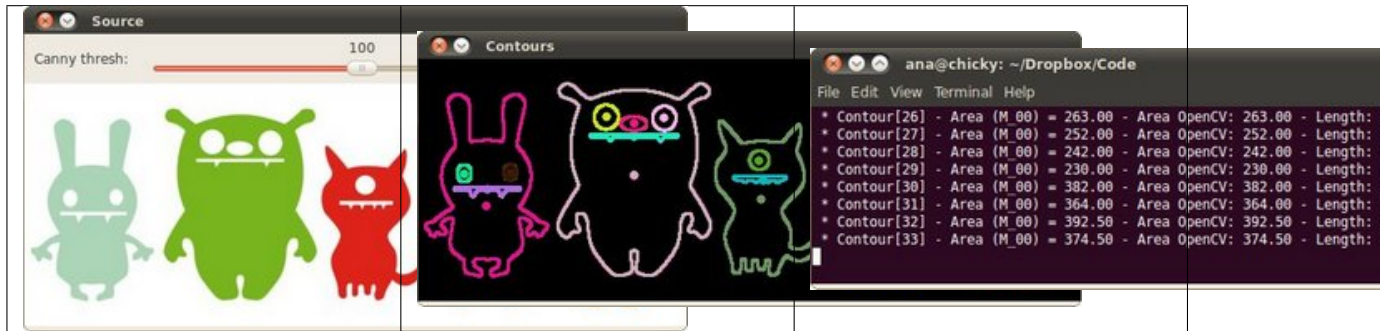 Source
Canny thresh:
100
Contours
ana@chicky: ~/Dropbox/Code
File Edit View Terminal Help
* Contour[26] - Area (M_00) = 263.00 - Area OpenCV: 263.00 - Length:
* Contour[27] - Area (M_00) = 252.00 - Area OpenCV: 252.00 - Length:
* Contour[28] - Area (M_00) = 242.00 - Area OpenCV: 242.00 - Length:
* Contour[29] - Area (M_00) = 230.00 - Area OpenCV: 230.00 - Length:
* Contour[30] - Area (M_00) = 382.00 - Area OpenCV: 382.00 - Length:
* Contour[31] - Area (M_00) = 364.00 - Area OpenCV: 364.00 - Length:
* Contour[32] - Area (M_00) = 392.50 - Area OpenCV: 392.50 - Length:
* Contour[33] - Area (M_00) = 374.50 - Area OpenCV: 374.50 - Length: